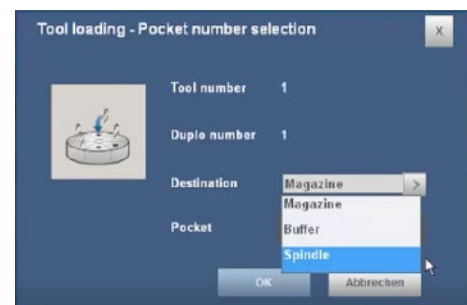 Tool loading - Pocket number selection
x
Tool number 1
Duplo number 1
Destination Magazine >
Magazine
Pocket Buffer
Spindle
OK Abbrechen